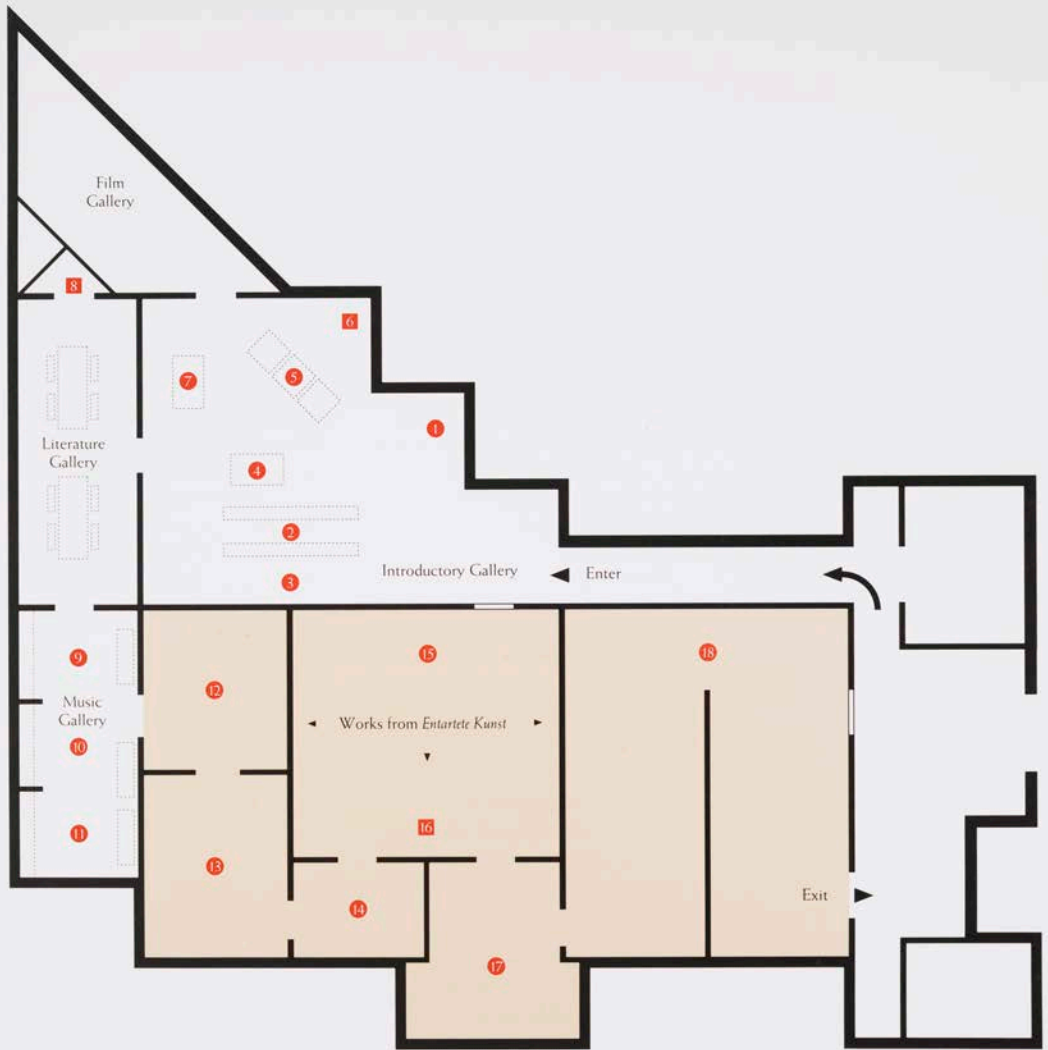 Film
Gallery
8
6
7
5
1
Literature
Gallery
4
2
3
Introductory Gallery
Enter
9
12
15
18
Music
Gallery
10
Works from Entartete Kunst
11
13
16
14
Exit
17